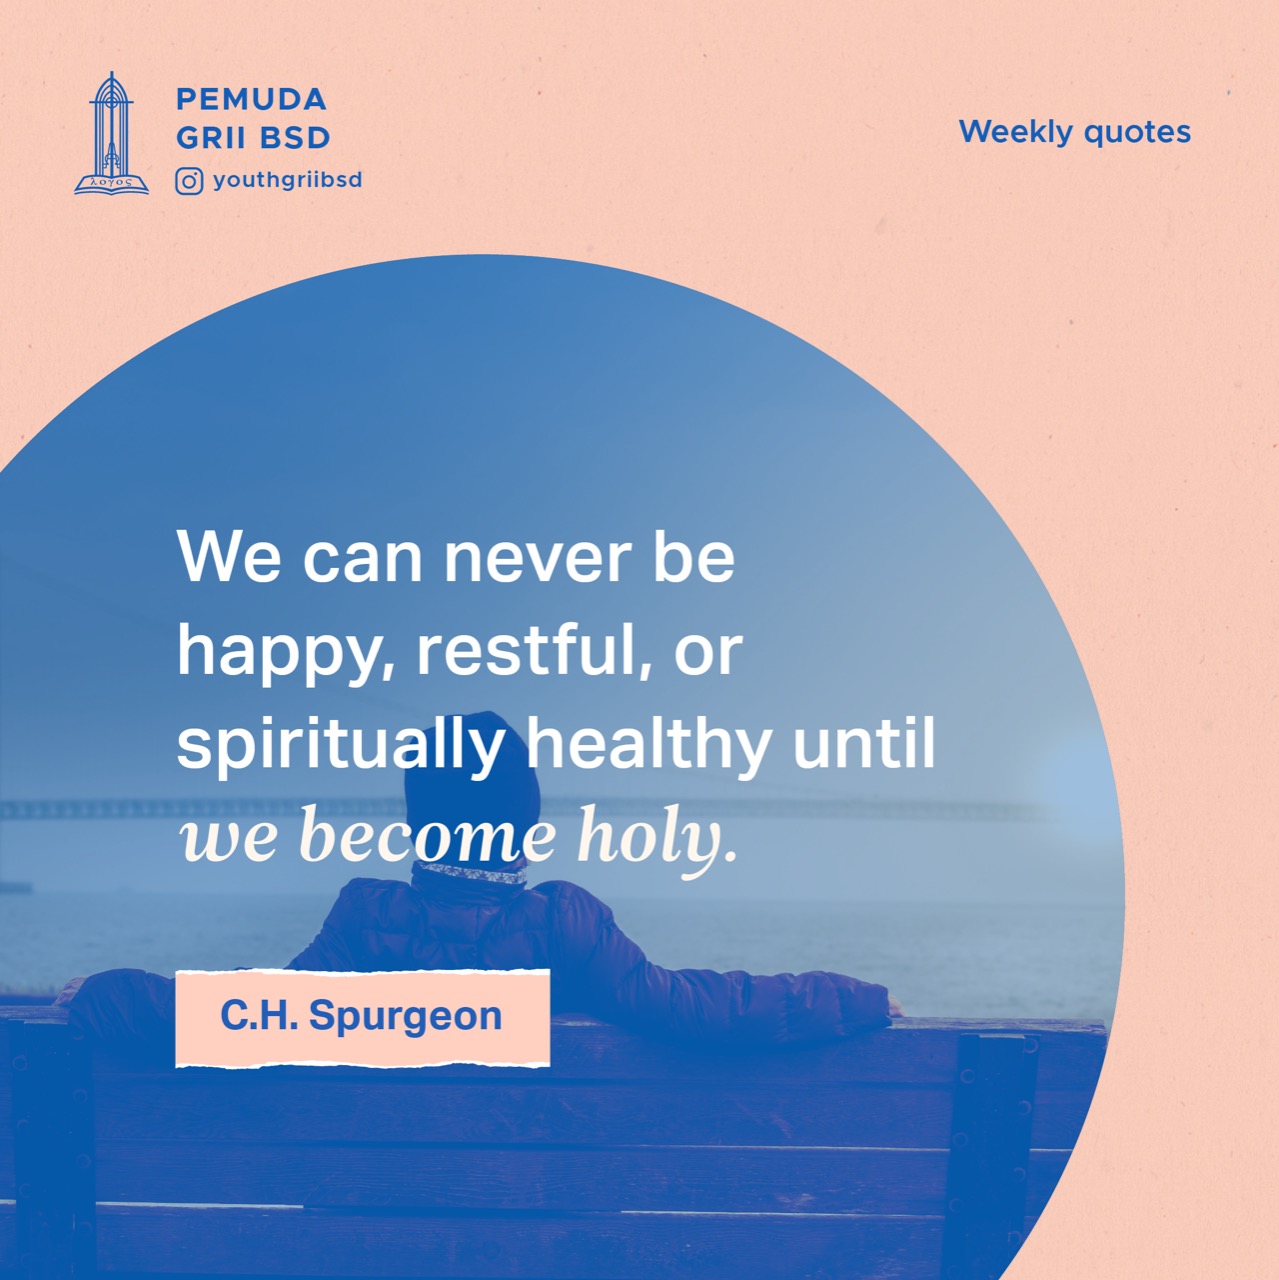 PEMUDA
GRII BSD
youthgriibsd
λογος
Weekly quotes
We can never be
happy, restful, or
spiritually healthy until
we become holy.
C.H. Spurgeon